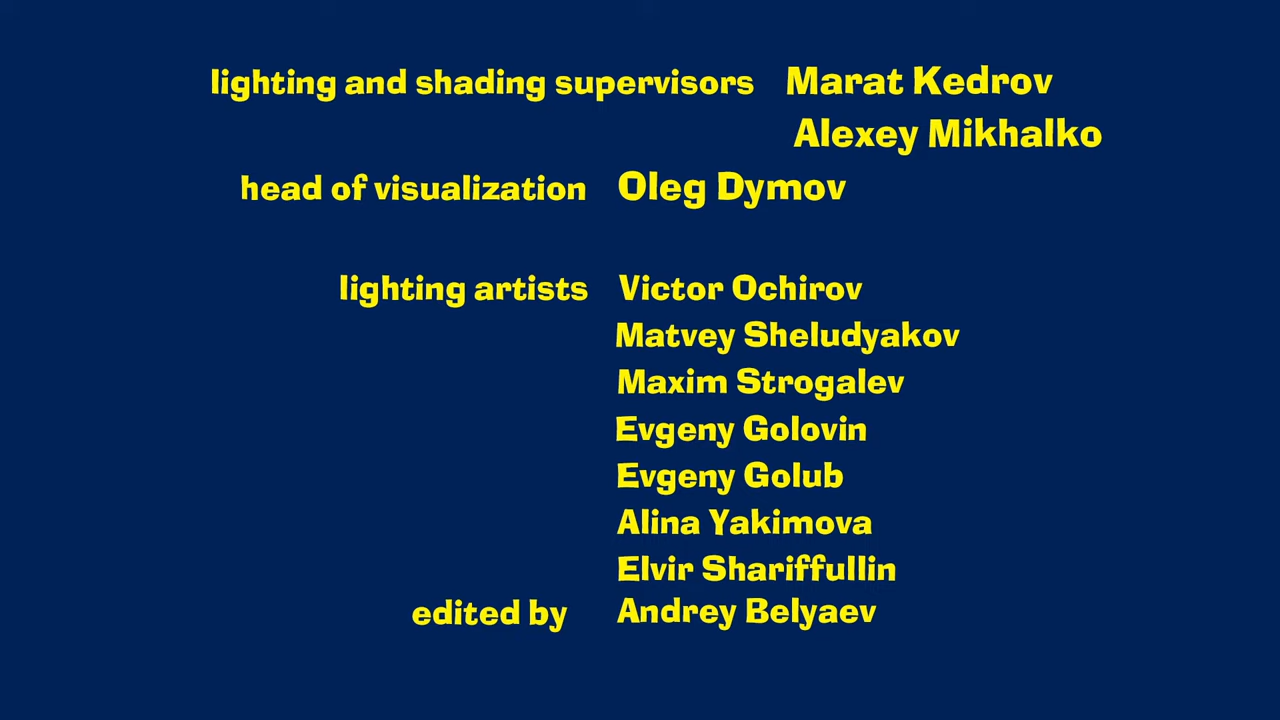 lighting and shading supervisors Marat Kedrov
Alexey Mikhalko
head of visualization Oleg Dymov
lighting artists Victor Ochirov
Matvey Sheludyakov
Maxim Strogalev
Evgeny Golovin
Evgeny Golub
Alina Yakimova
Elvir Shariffullin
edited by Andrey Belyaev